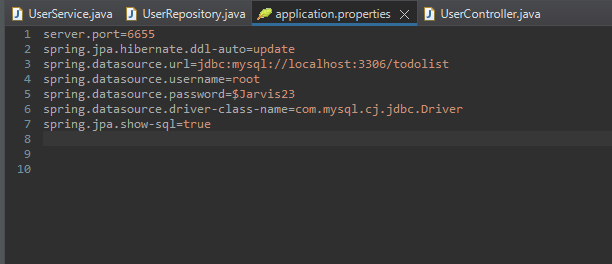 UserService.java UserRepository.java application.properties UserController.java
1 server.port=6655
2 spring.jpa.hibernate.ddl-auto=update
3 spring.datasource.url=jdbc:mysql://localhost:3306/todolist
4 spring.datasource.username=root
5 spring.datasource.password=$Jarvis23
6 spring.datasource.driver-class-name=com.mysql.cj.jdbc.Driver
7 spring.jpa.show-sql=true
8
9
10